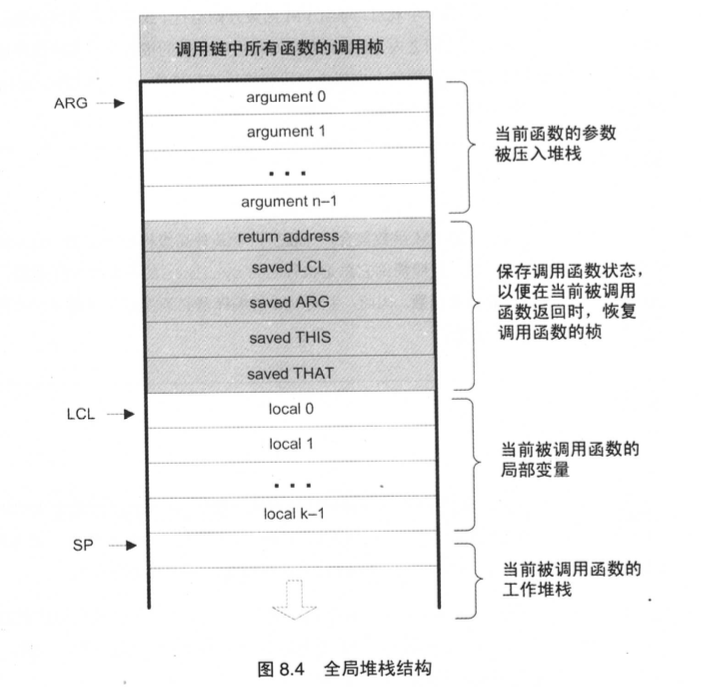 调用链中所有函数的调用桢
ARG
argument 0
argument 1
...
argument n–1
当前函数的参数
被压入堆栈
return address
saved LCL
saved ARG
saved THIS
saved THAT
保存调用函数状态,
以便在当前被调用
函数返回时，恢复
调用函数的桢
LCL
local 0
local 1
...
local k–1
当前被调用函数的
局部变量
SP
当前被调用函数的
工作堆栈
图 8.4 全局堆栈结构